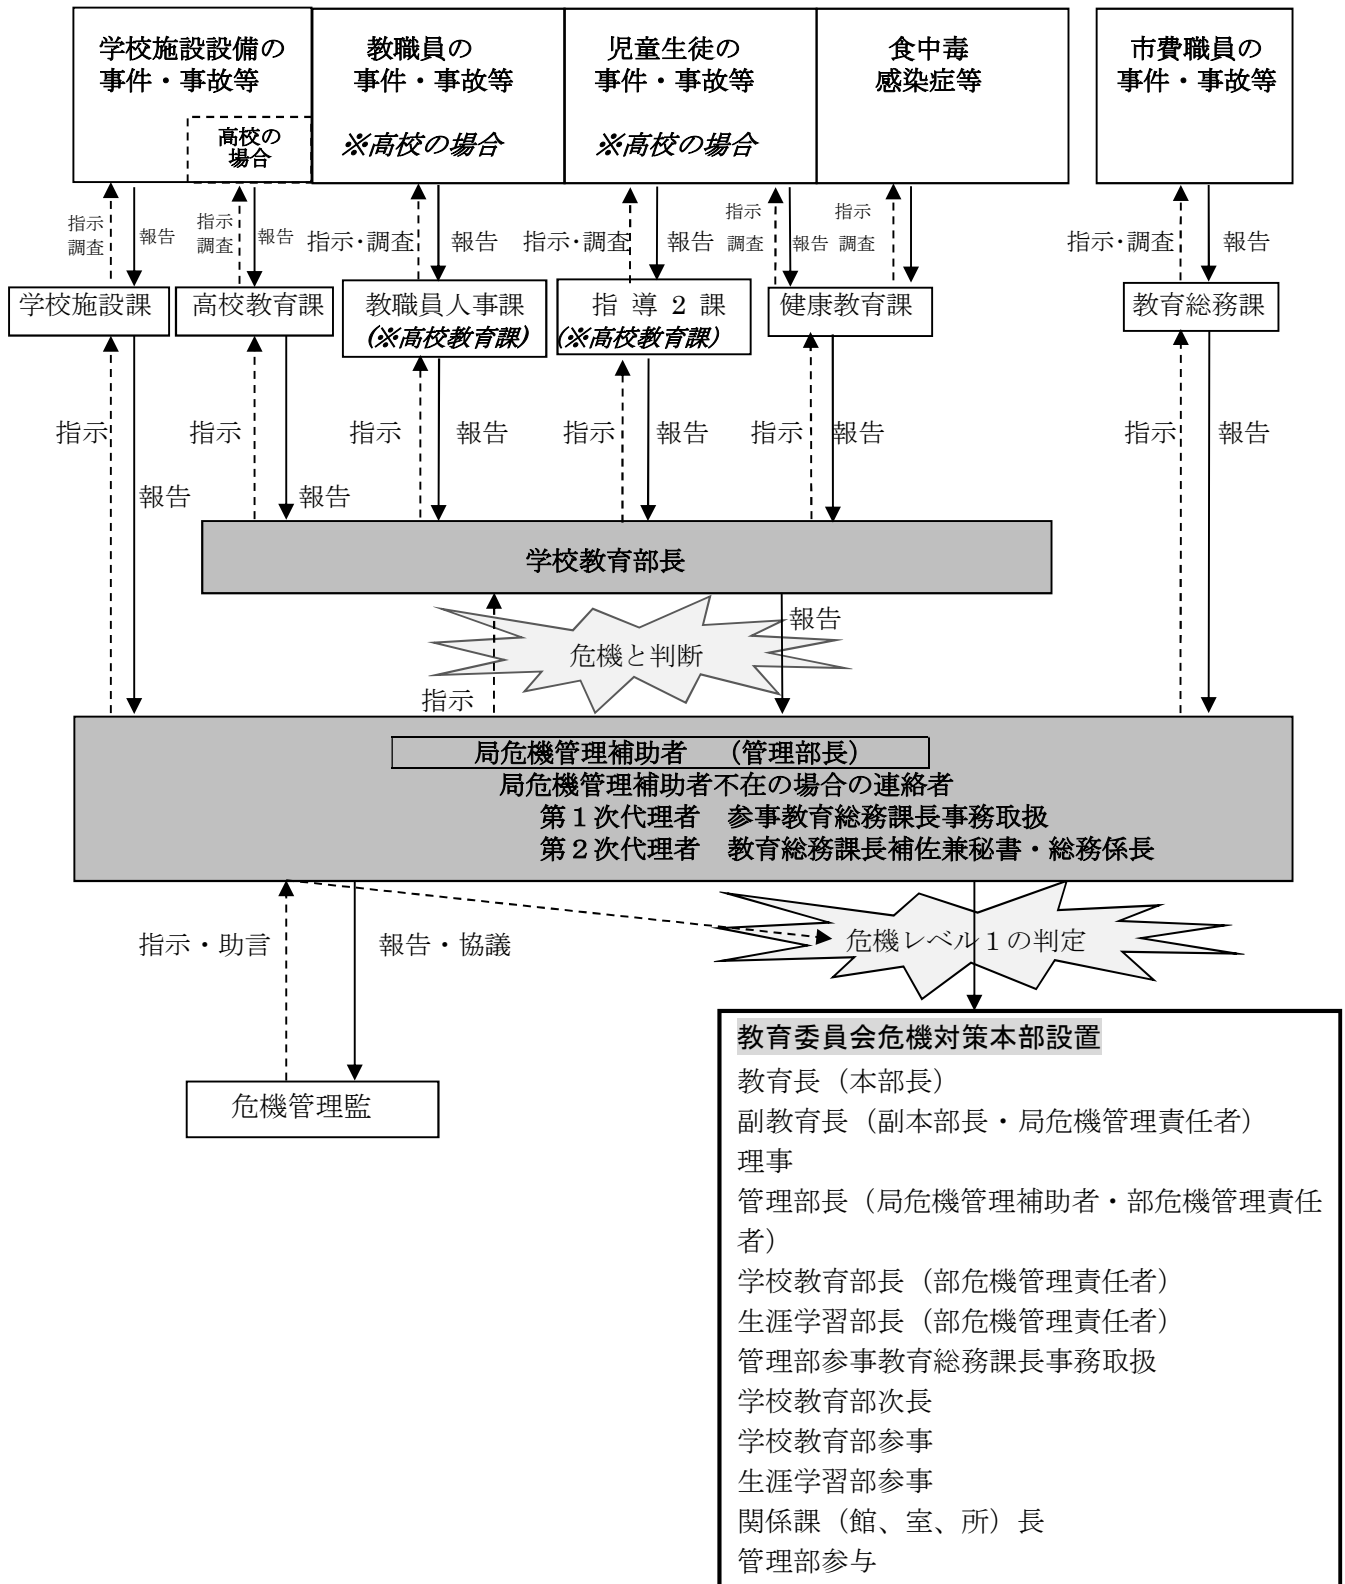 学校施設設備の
事件・事故等
高校の
場合
教職員の
事件・事故等
※高校の場合
児童生徒の
事件・事故等
※高校の場合
食中毒
感染症等
市費職員の
事件・事故等
指示
調査
報告
指示
調査
報告
指示・調査
報告
指示・調査
報告
指示
調査
報告
指示
調査
指示・調査
報告
学校施設課
高校教育課
教職員人事課
(※高校教育課)
指 導 2 課
(※高校教育課)
健康教育課
教育総務課
指示
報告
指示
報告
指示
報告
指示
報告
指示
報告
指示
報告
学校教育部長
報告
危機と判断
指示
局危機管理補助者 （管理部長）
局危機管理補助者不在の場合の連絡者
第１次代理者 参事教育総務課長事務取扱
第２次代理者 教育総務課長補佐兼秘書・総務係長
指示・助言
報告・協議
危機レベル１の判定
危機管理監
教育委員会危機対策本部設置
教育長（本部長）
副教育長（副本部長・局危機管理責任者）
理事
管理部長（局危機管理補助者・部危機管理責任
者）
学校教育部長（部危機管理責任者）
生涯学習部長（部危機管理責任者）
管理部参事教育総務課長事務取扱
学校教育部次長
学校教育部参事
生涯学習部参事
関係課（館、室、所）長
管理部参与